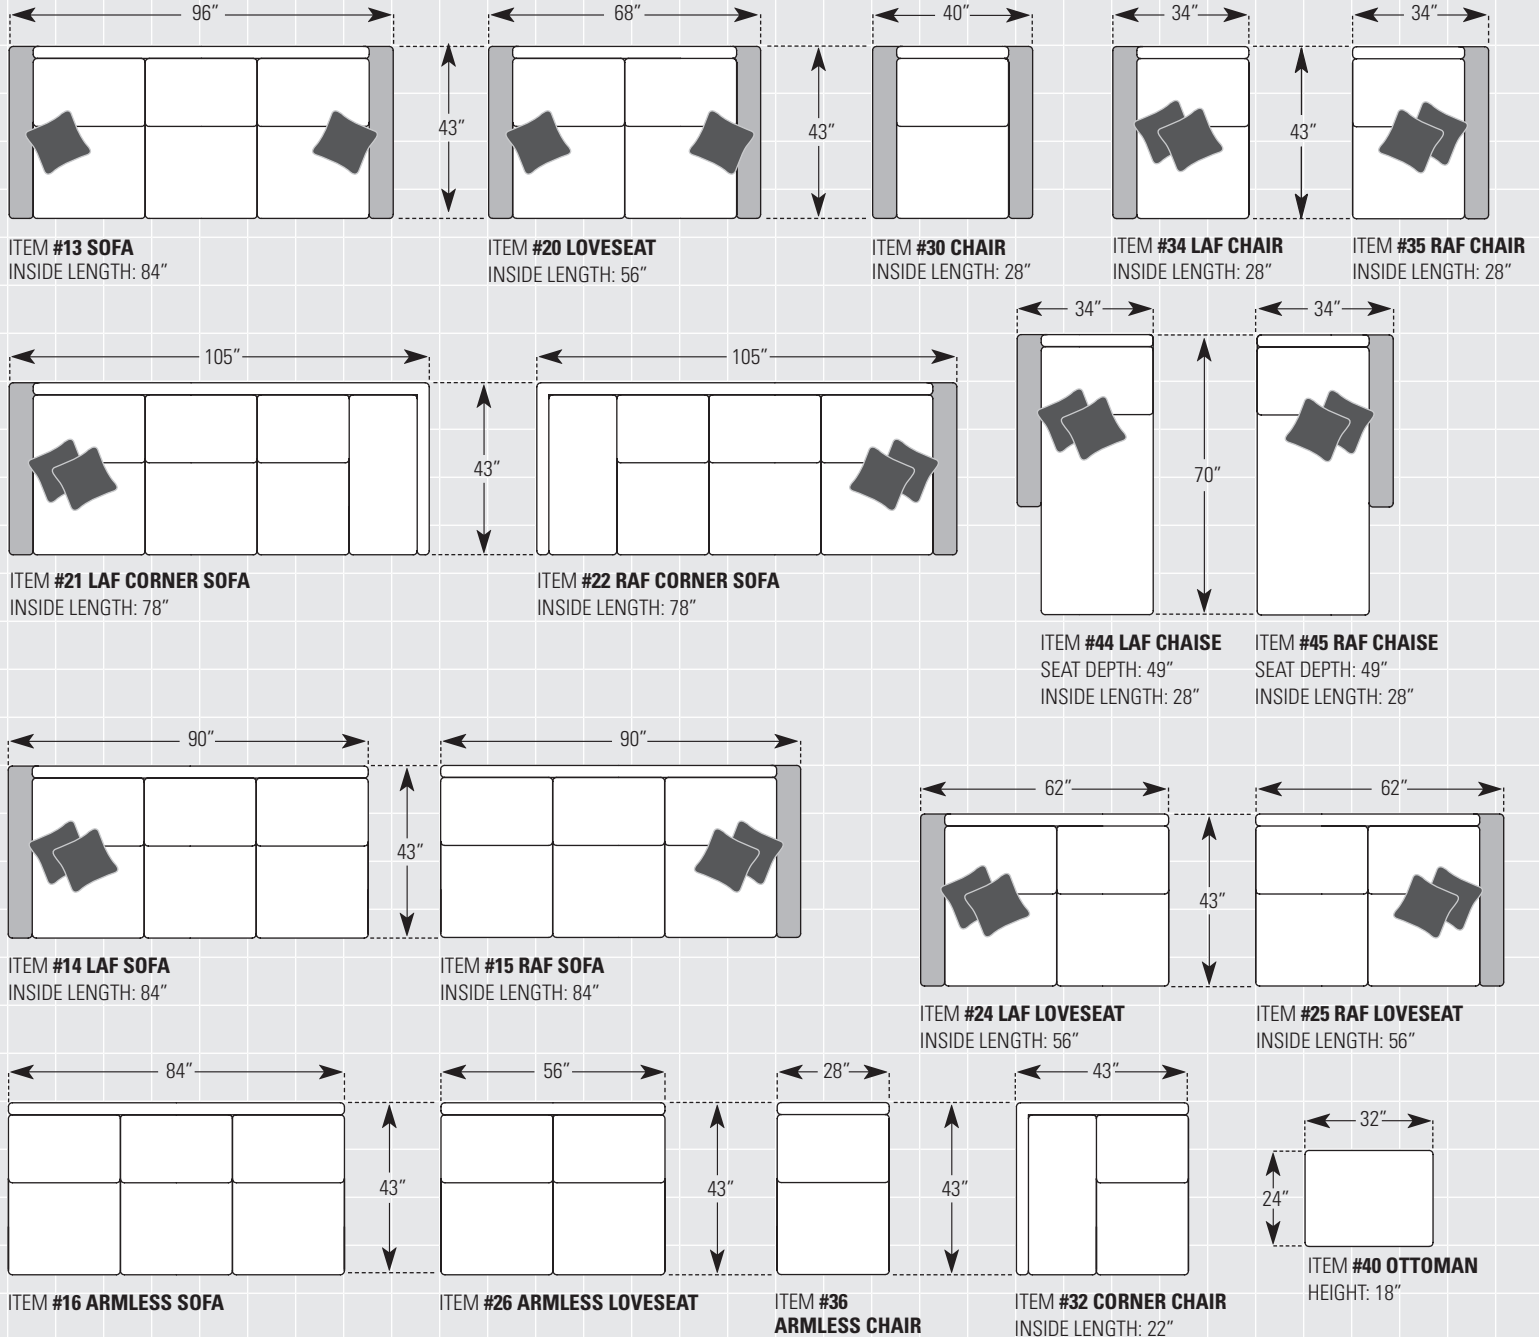 96”
68”
40”
34”
34”
43”
43”
43”
ITEM #13 SOFA
INSIDE LENGTH: 84”
ITEM #20 LOVESEAT
INSIDE LENGTH: 56”
ITEM #30 CHAIR
INSIDE LENGTH: 28”
ITEM #34 LAF CHAIR
INSIDE LENGTH: 28”
ITEM #35 RAF CHAIR
INSIDE LENGTH: 28”
105”
105”
34”
34”
43”
70”
ITEM #21 LAF CORNER SOFA
INSIDE LENGTH: 78”
ITEM #22 RAF CORNER SOFA
INSIDE LENGTH: 78”
ITEM #44 LAF CHAISE
SEAT DEPTH: 49”
INSIDE LENGTH: 28”
ITEM #45 RAF CHAISE
SEAT DEPTH: 49”
INSIDE LENGTH: 28”
90”
90”
62”
62”
43”
43”
ITEM #14 LAF SOFA
INSIDE LENGTH: 84”
ITEM #15 RAF SOFA
INSIDE LENGTH: 84”
ITEM #24 LAF LOVESEAT
INSIDE LENGTH: 56”
ITEM #25 RAF LOVESEAT
INSIDE LENGTH: 56”
84”
56”
28”
43”
32”
43”
43”
43”
24”
ITEM #16 ARMLESS SOFA
ITEM #26 ARMLESS LOVESEAT
ITEM #36
ARMLESS CHAIR
ITEM #32 CORNER CHAIR
INSIDE LENGTH: 22”
ITEM #40 OTTOMAN
HEIGHT: 18”